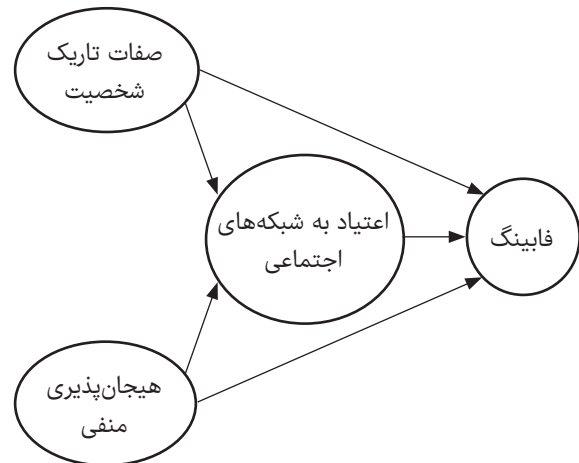 صفات تاریک
شخصیت
اعتیاد به شبکه‌های
اجتماعی
فابینگ
هیجان‌پذیری
منفی